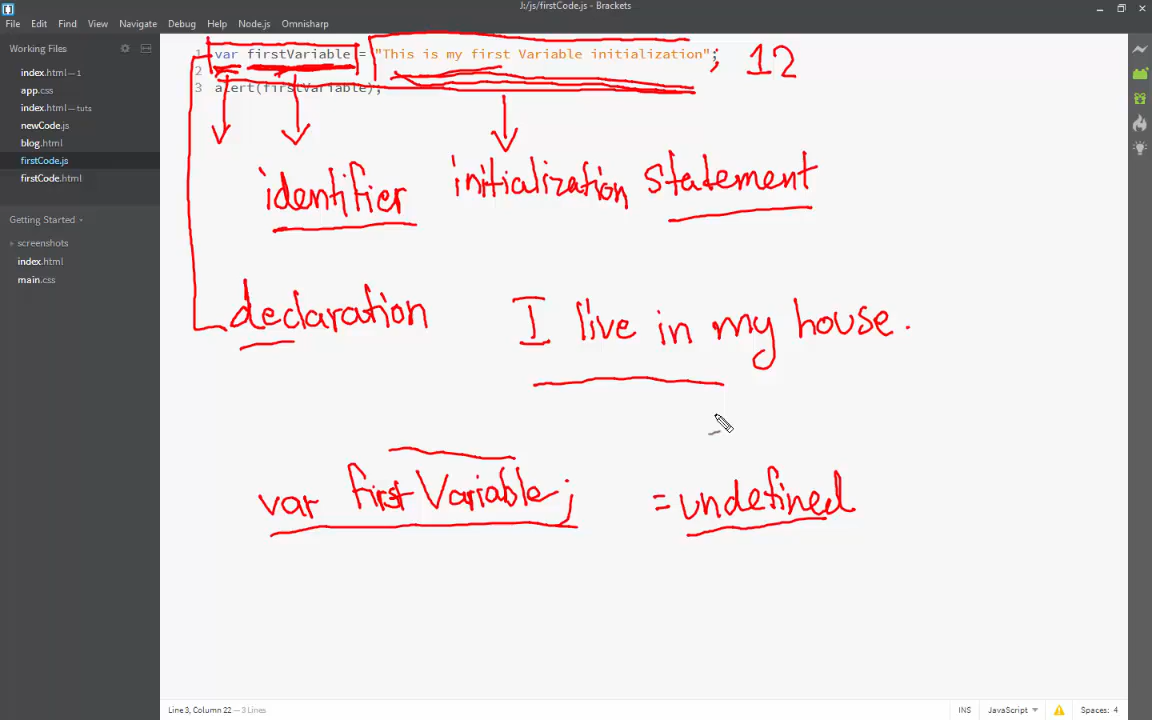 J:/js/firstCode.js - Brackets
File Edit Find View Navigate Debug Help Node.js Omnisharp
Working Files
index.html — 1
app.css
index.html — tuts
newCode.js
blog.html
firstCode.js
firstCode.html
Getting Started
screenshots
index.html
main.css
1 var firstVariable = "This is my first Variable initialization"; 12
2
3 alert(firstVariable);
identifier initialization statement
declaration I live in my house.
var firstVariable; = undefined
Line 3, Column 22 — 3 Lines
INS JavaScript Spaces: 4